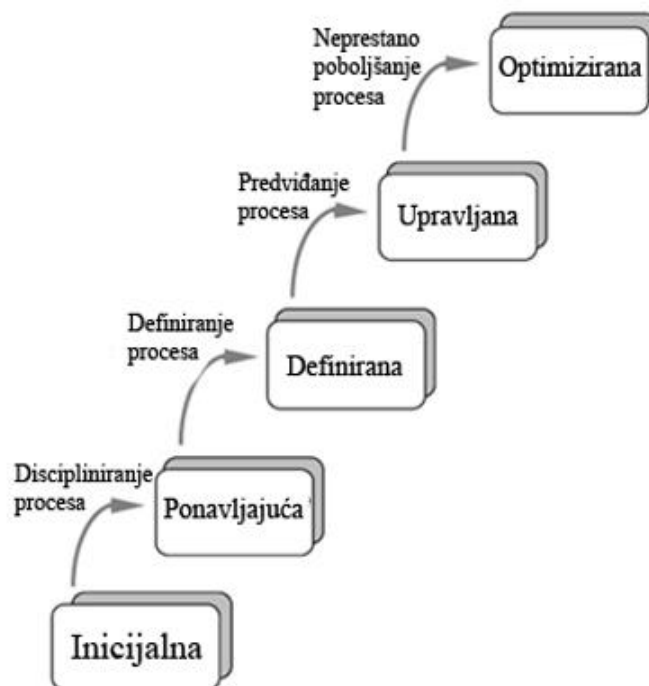 Neprestano
poboljšanje
procesa
Optimizirana
Predviđanje
procesa
Upravljana
Definiranje
procesa
Definirana
Discipliniranje
procesa
Ponavljajuća
Inicijalna